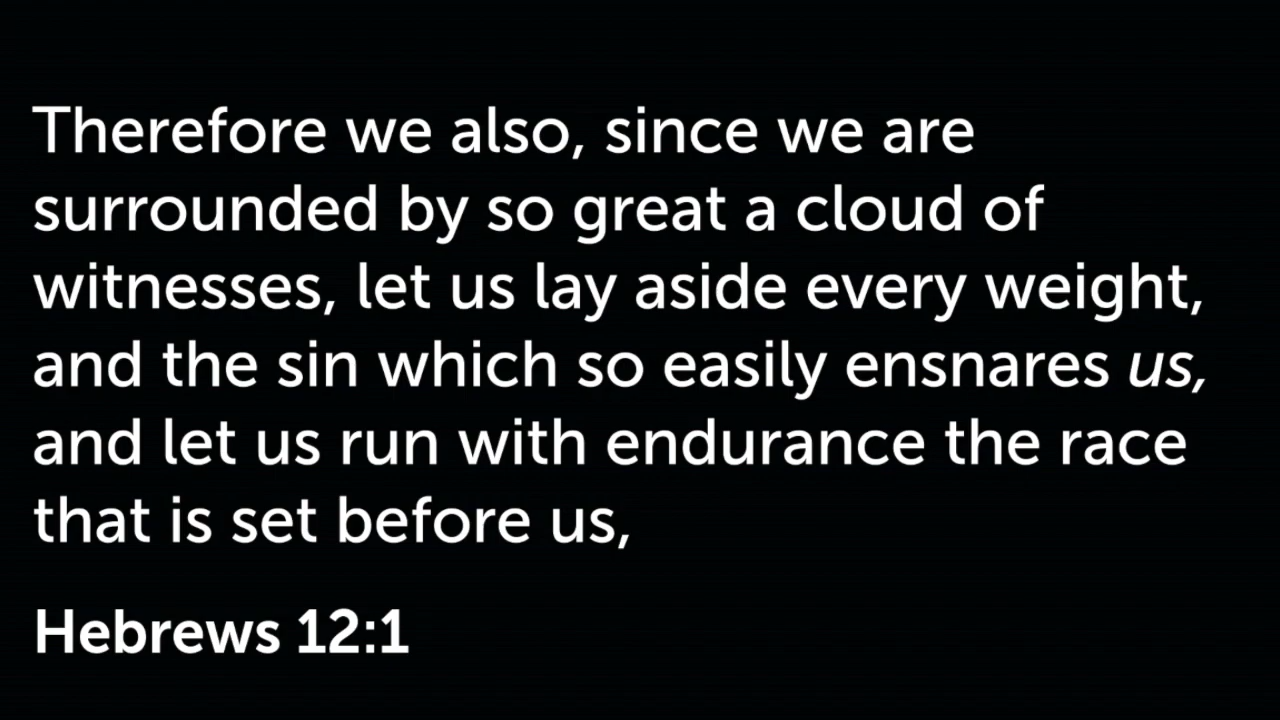 Therefore we also, since we are
surrounded by so great a cloud of
witnesses, let us lay aside every weight,
and the sin which so easily ensnares us,
and let us run with endurance the race
that is set before us,
Hebrews 12:1